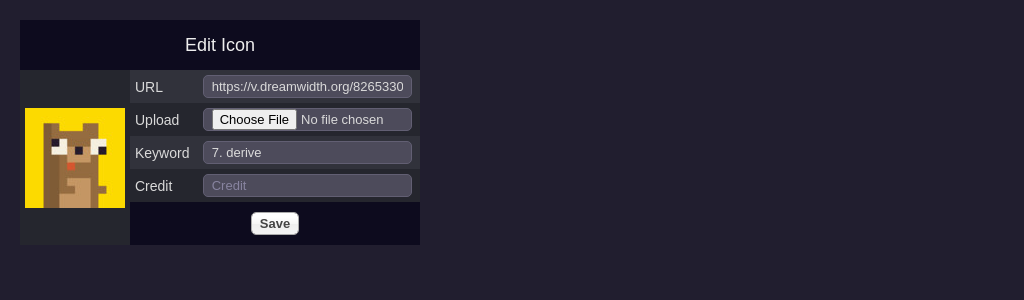 Edit Icon
URL https://v.dreamwidth.org/8265330
Upload Choose File No file chosen
Keyword 7. derive
Credit Credit
Save